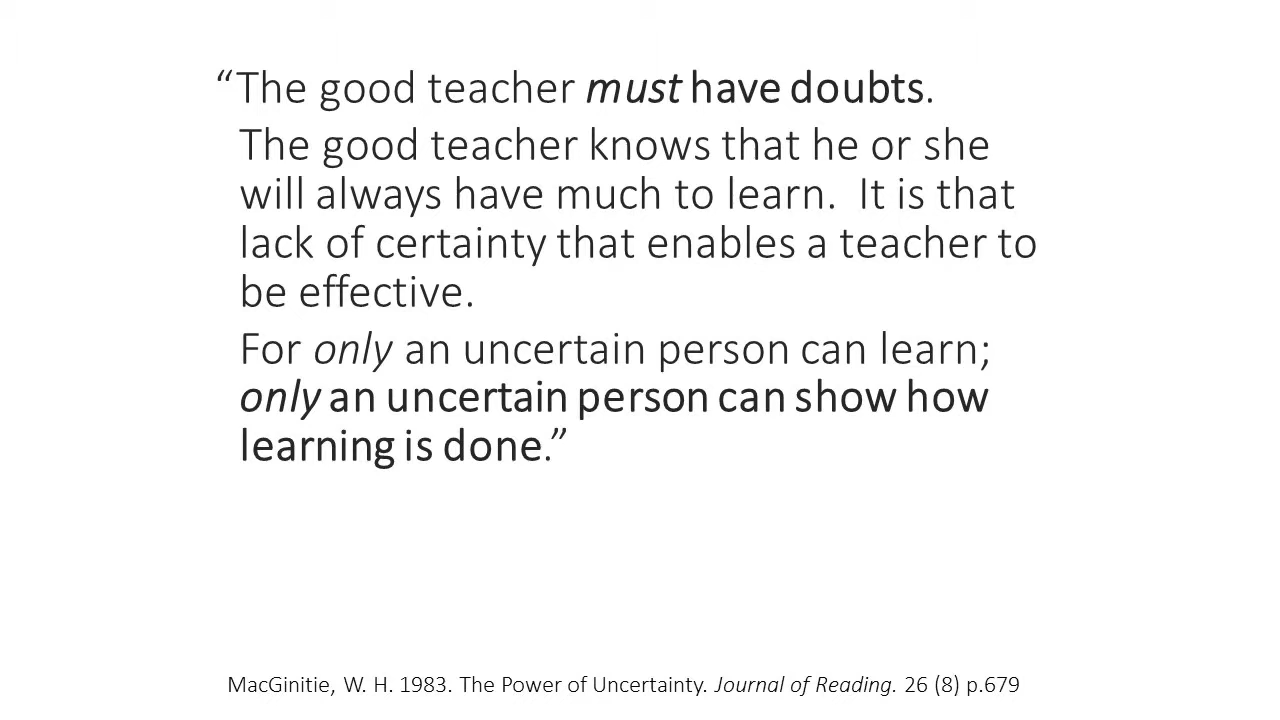 “The good teacher must have doubts.
The good teacher knows that he or she
will always have much to learn.  It is that
lack of certainty that enables a teacher to
be effective.
For only an uncertain person can learn;
only an uncertain person can show how
learning is done.”
MacGinitie, W. H. 1983. The Power of Uncertainty. Journal of Reading. 26 (8) p.679